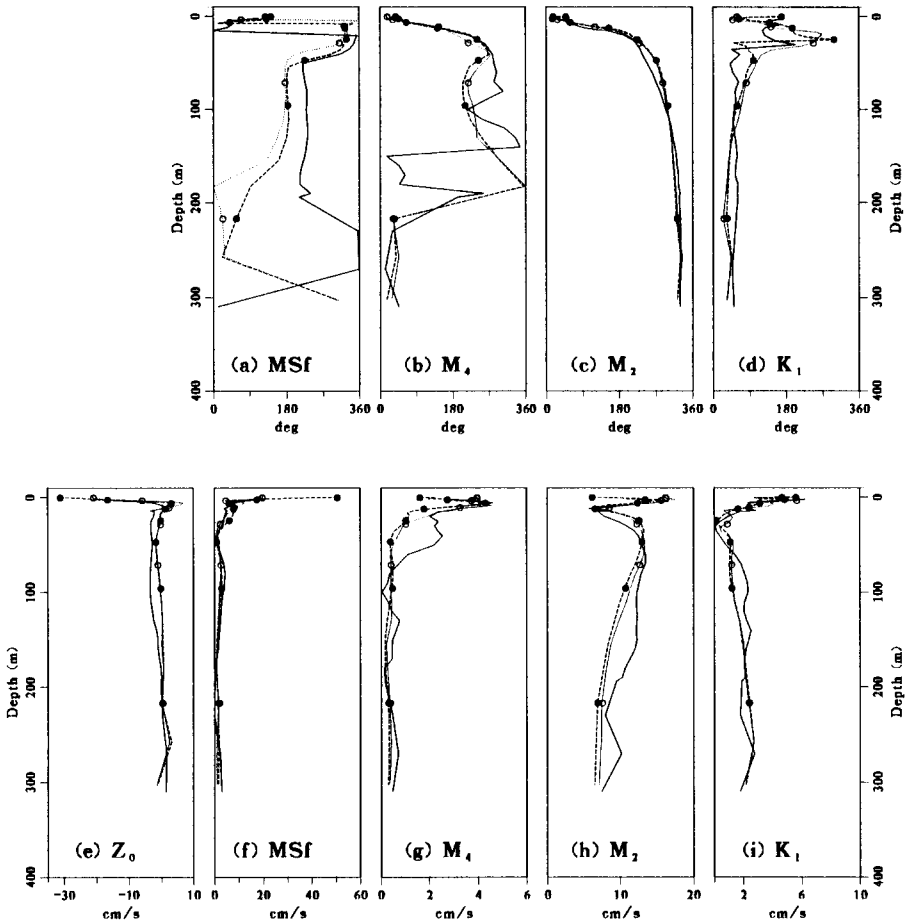 0
100
200
300
400
Depth (m)
0
100
200
300
400
Depth (m)
(a) MSf
(b) M₄
(c) M₂
(d) K₁
0 180 360
0 180 360
0 180 360
0 180 360
deg
deg
deg
deg
0
100
200
300
400
Depth (m)
0
100
200
300
400
Depth (m)
(e) Z₀
(f) MSf
(g) M₄
(h) M₂
(i) K₁
-30 -10 10
0 20 40 60
0 2 4 6
0 10 20
0 2 6 10
cm/s
cm/s
cm/s
cm/s
cm/s